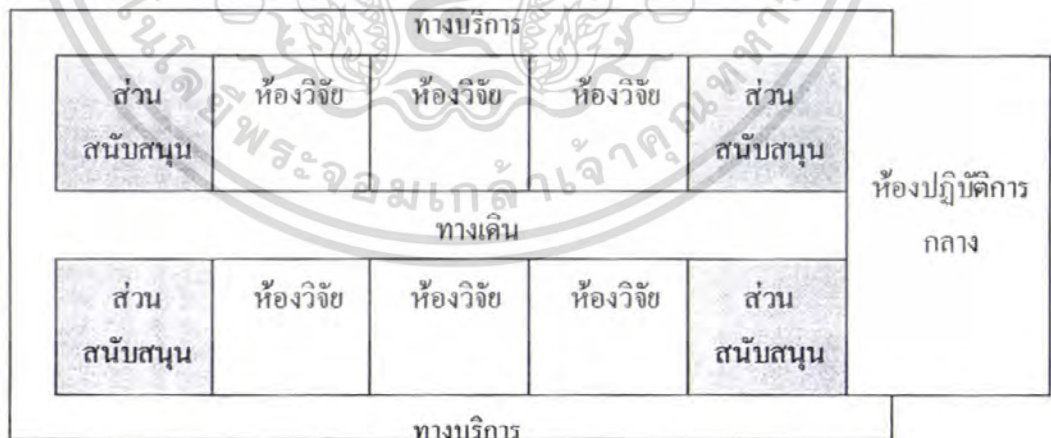 ทางบริการ
ส่วน ห้องวิจัย ห้องวิจัย ห้องวิจัย ส่วน
สนับสนุน สนับสนุน
ห้องปฏิบัติการ
กลาง
ทางเดิน
ส่วน ห้องวิจัย ห้องวิจัย ห้องวิจัย ส่วน
สนับสนุน สนับสนุน
ทางบริการ